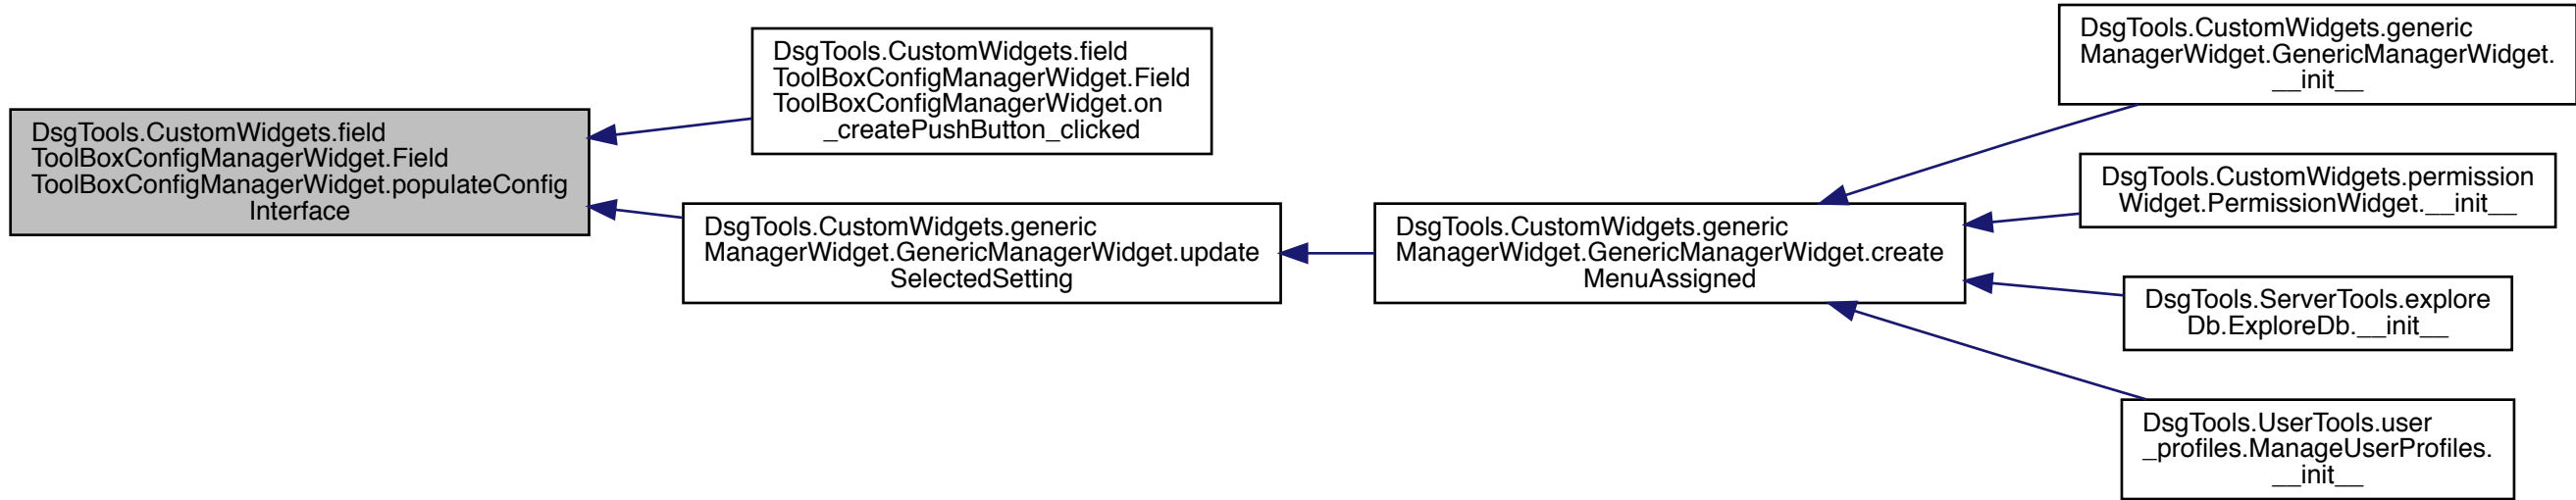 DsgTools.CustomWidgets.field
ToolBoxConfigManagerWidget.Field
ToolBoxConfigManagerWidget.populateConfig
Interface
DsgTools.CustomWidgets.field
ToolBoxConfigManagerWidget.Field
ToolBoxConfigManagerWidget.on
_createPushButton_clicked
DsgTools.CustomWidgets.generic
ManagerWidget.GenericManagerWidget.update
SelectedSetting
DsgTools.CustomWidgets.generic
ManagerWidget.GenericManagerWidget.create
MenuAssigned
DsgTools.CustomWidgets.generic
ManagerWidget.GenericManagerWidget.
__init__
DsgTools.CustomWidgets.permission
Widget.PermissionWidget.__init__
DsgTools.ServerTools.explore
Db.ExploreDb.__init__
DsgTools.UserTools.user
_profiles.ManageUserProfiles.
__init__